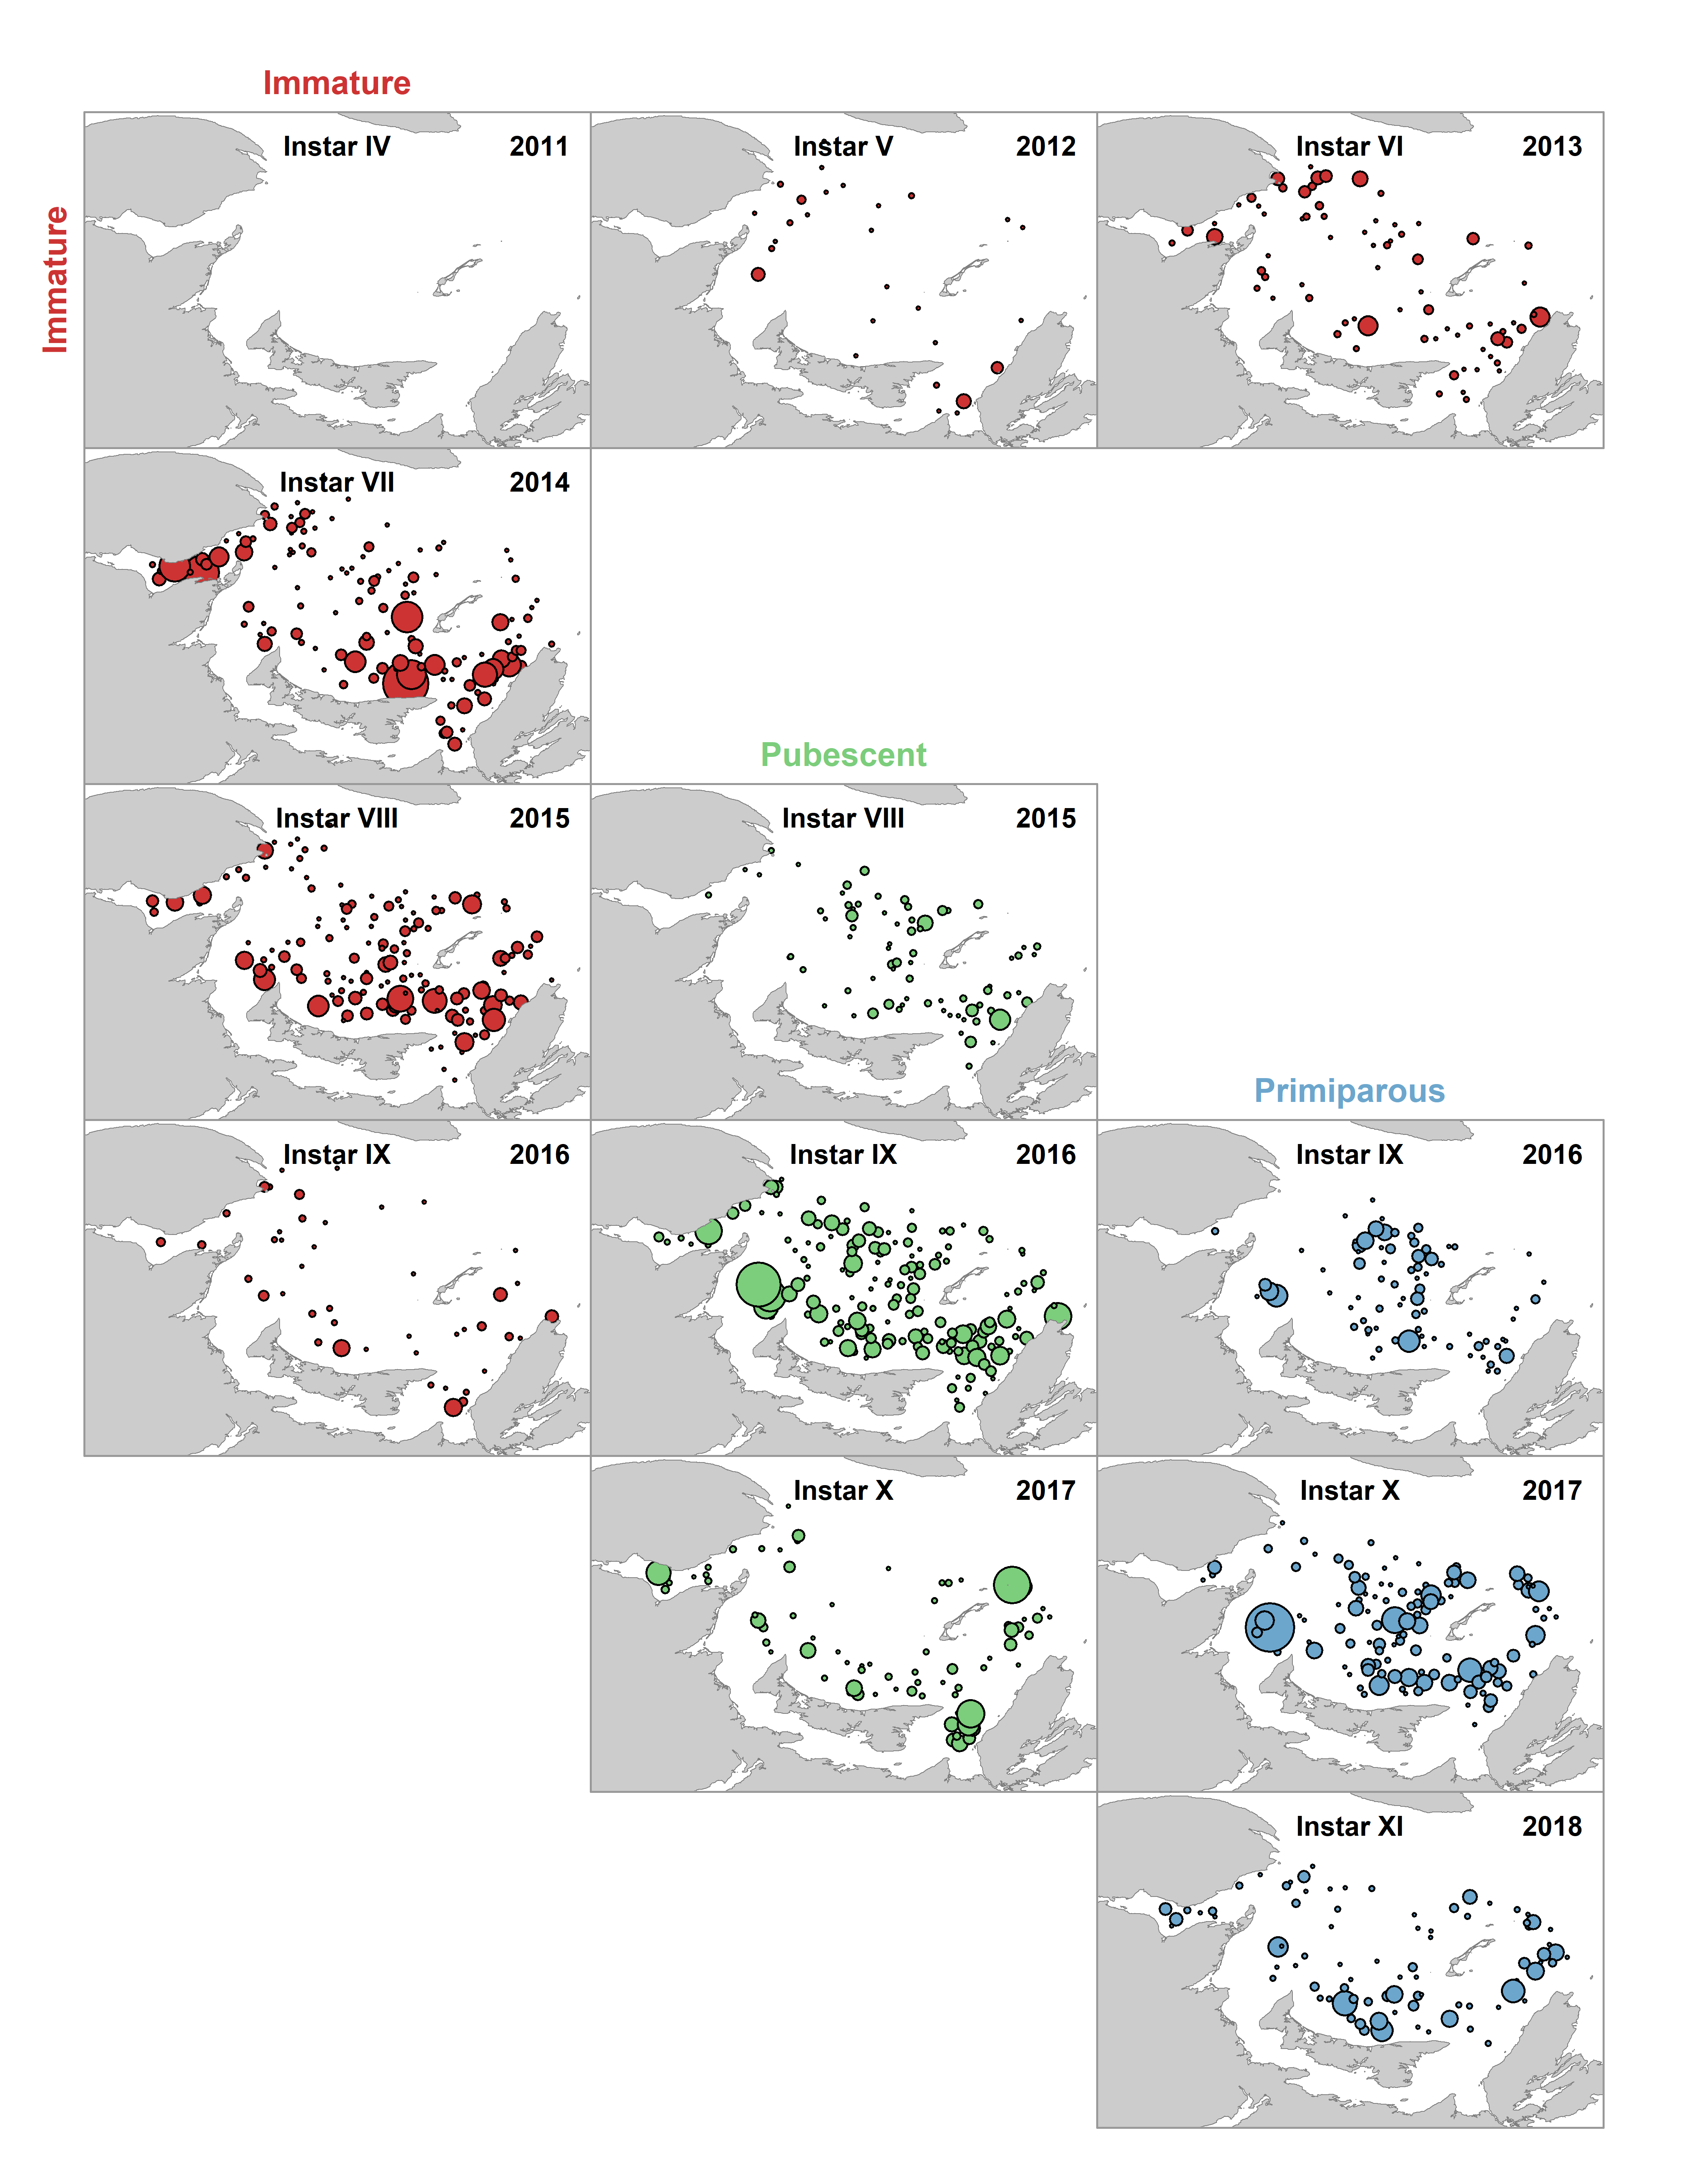 Immature
Immature
Instar IV 2011
Instar V 2012
Instar VI 2013
Instar VII 2014
Pubescent
Instar VIII 2015
Instar VIII 2015
Primiparous
Instar IX 2016
Instar IX 2016
Instar IX 2016
Instar X 2017
Instar X 2017
Instar XI 2018